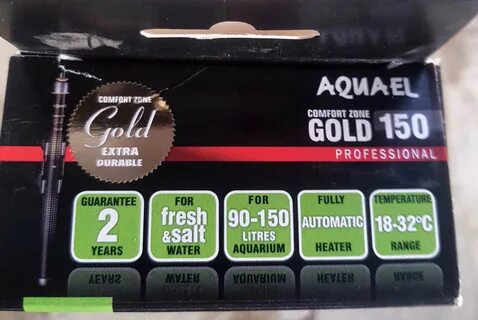 AQUAEL
COMFORT ZONE
GOLD 150
PROFESSIONAL
COMFORT ZONE
Gold
EXTRA
DURABLE
GUARANTEE
2
YEARS
FOR
fresh
&salt
WATER
FOR
90-150
LITRES
AQUARIUM
FULLY
AUTOMATIC
HEATER
TEMPERATURE
18-32°C
RANGE